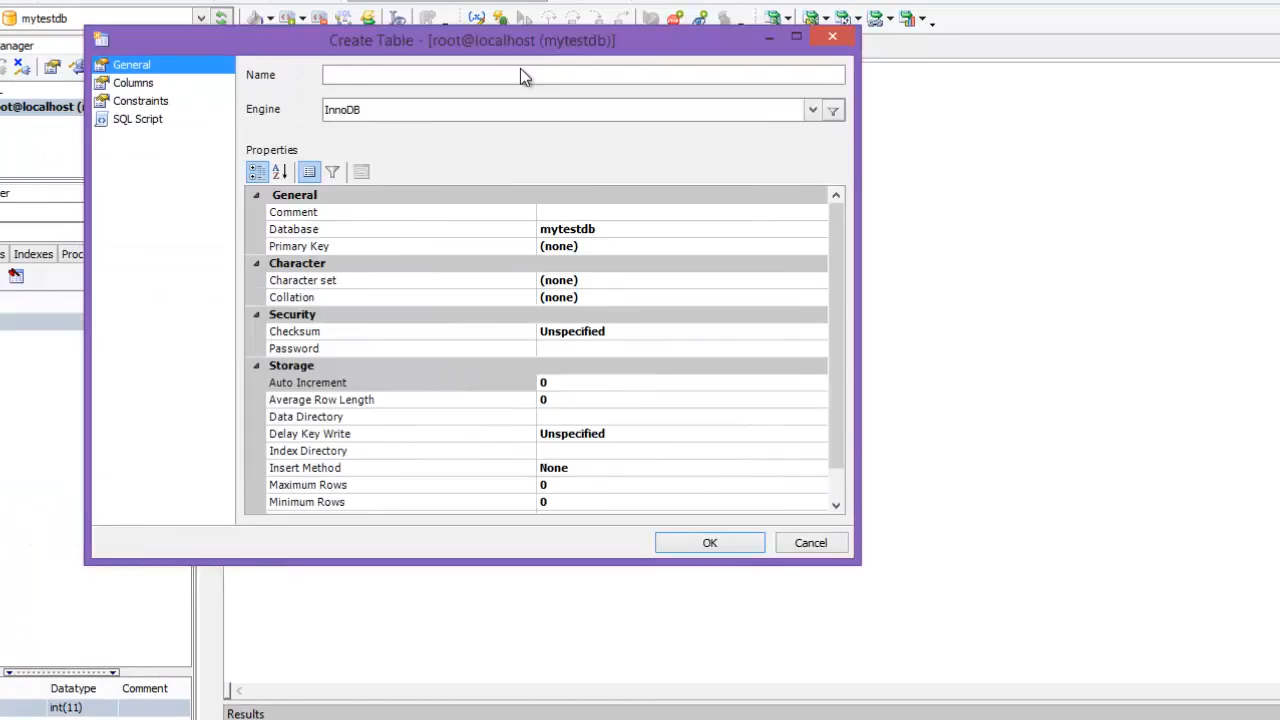 mytestdb
anager
Create Table - [root@localhost (mytestdb)]
General
Columns
Constraints
SQL Script
ot@localhost (r
er
s
Indexes
Proc
Name
Engine
InnoDB
Properties
General
Comment
Database mytestdb
Primary Key (none)
Character
Character set (none)
Collation (none)
Security
Checksum Unspecified
Password
Storage
Auto Increment 0
Average Row Length 0
Data Directory
Delay Key Write Unspecified
Index Directory
Insert Method None
Maximum Rows 0
Minimum Rows 0
OK
Cancel
Datatype Comment
int(11)
Results